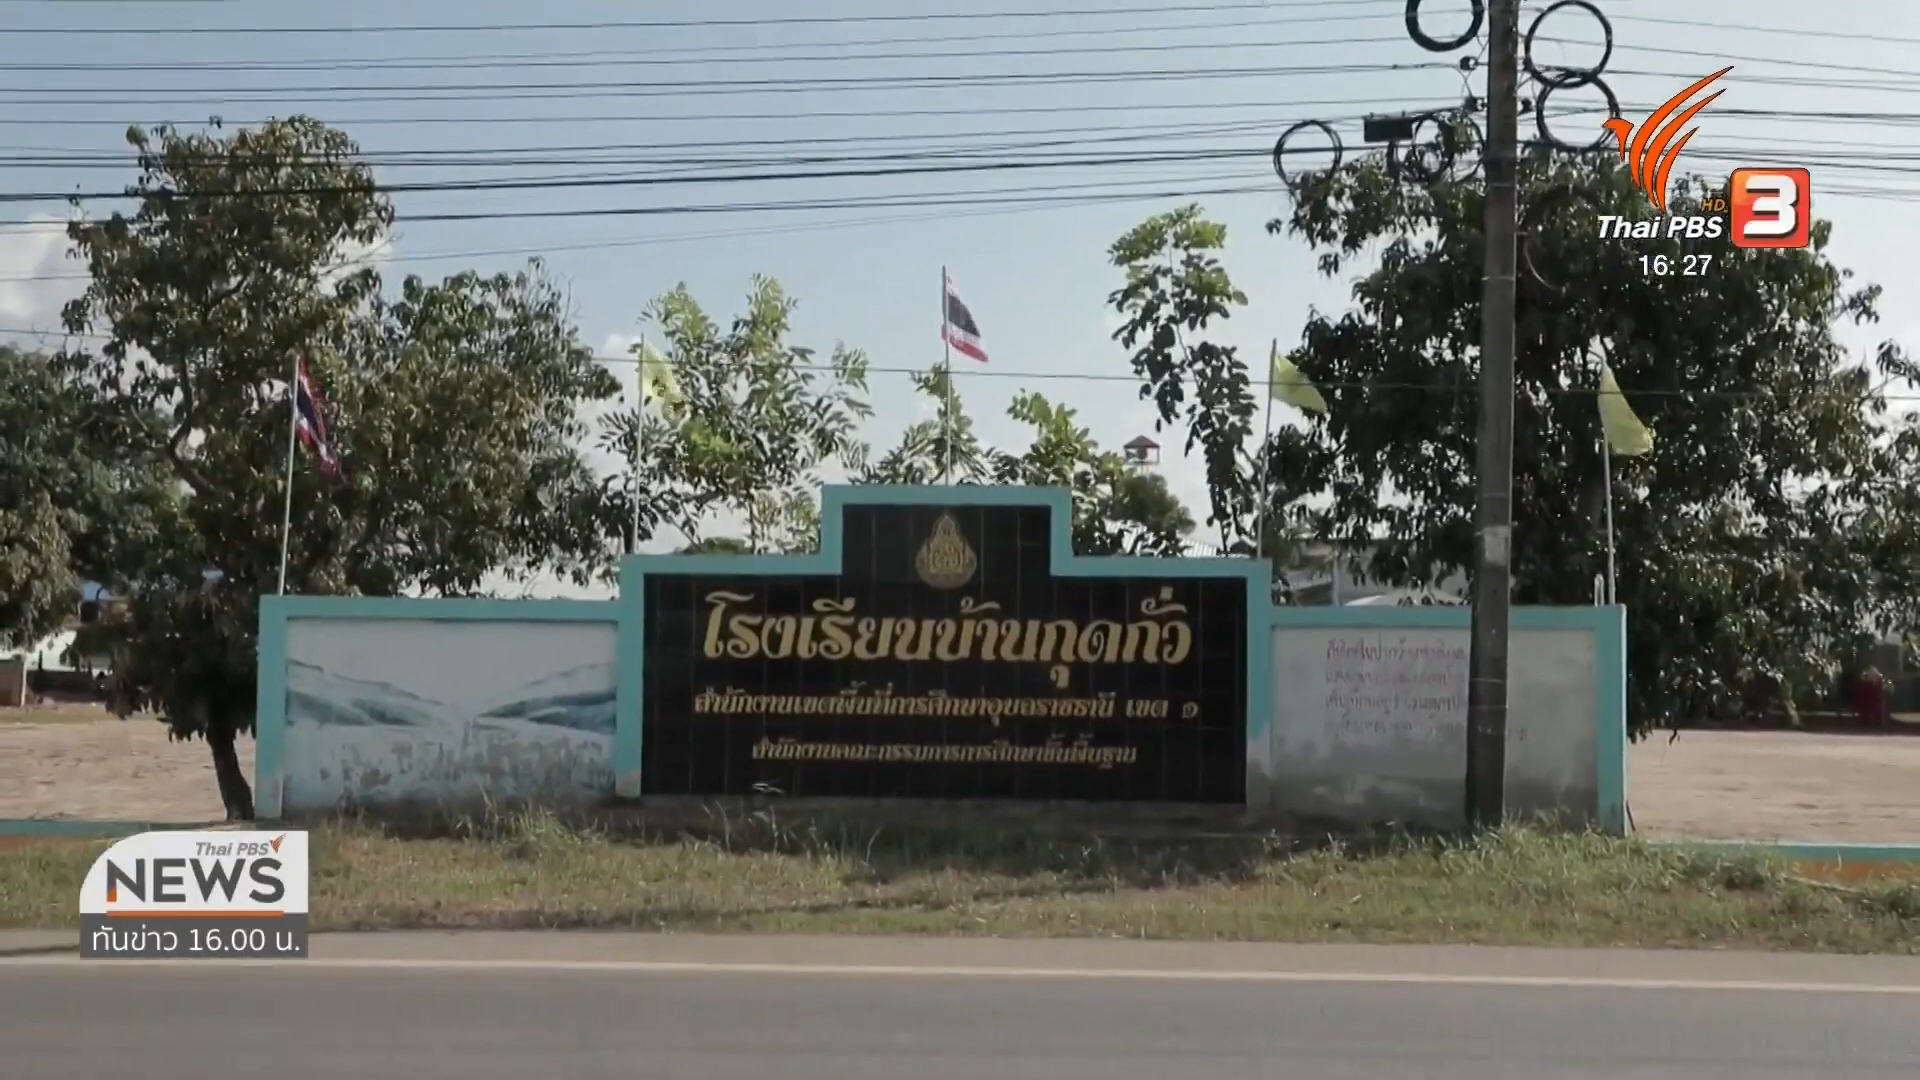 HD
3
Thai PBS
16:27
โรงเรียนบ้านกุดกั่ว
สำนักงานเขตพื้นที่การศึกษาอุบลราชธานี เขต ๑
สำนักงานคณะกรรมการการศึกษาขั้นพื้นฐาน
Thai PBS
NEWS
ทันข่าว 16.00 น.